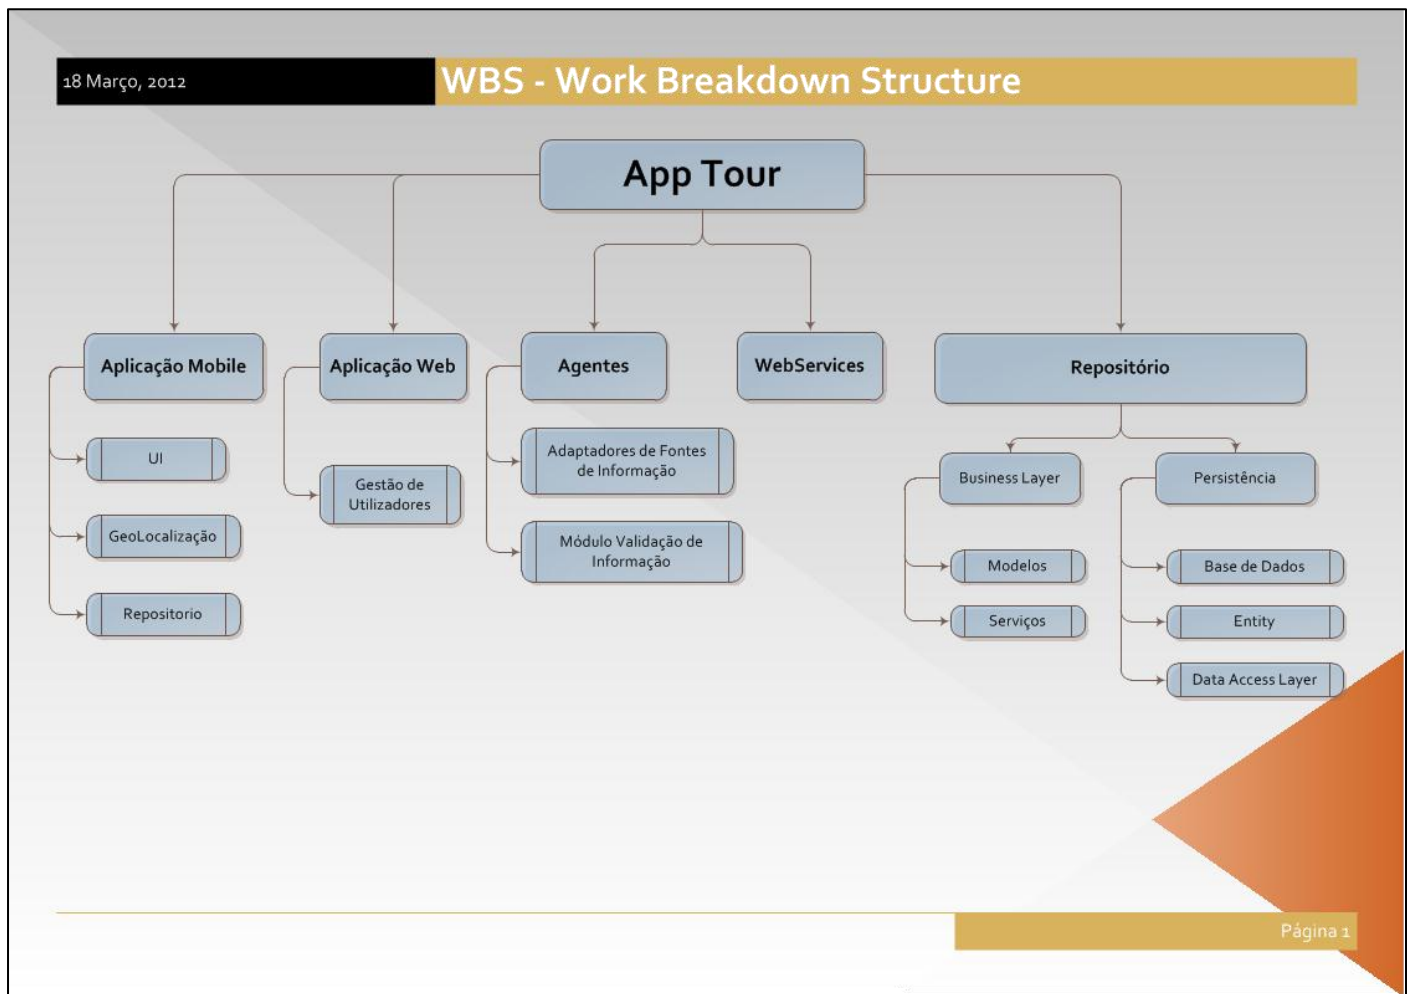 18 Março, 2012
WBS - Work Breakdown Structure
App Tour
Aplicação Mobile
Aplicação Web
Agentes
WebServices
Repositório
UI
GeoLocalização
Repositorio
Gestão de
Utilizadores
Adaptadores de Fontes
de Informação
Módulo Validação de
Informação
Business Layer
Persistência
Modelos
Serviços
Base de Dados
Entity
Data Access Layer
Página 1